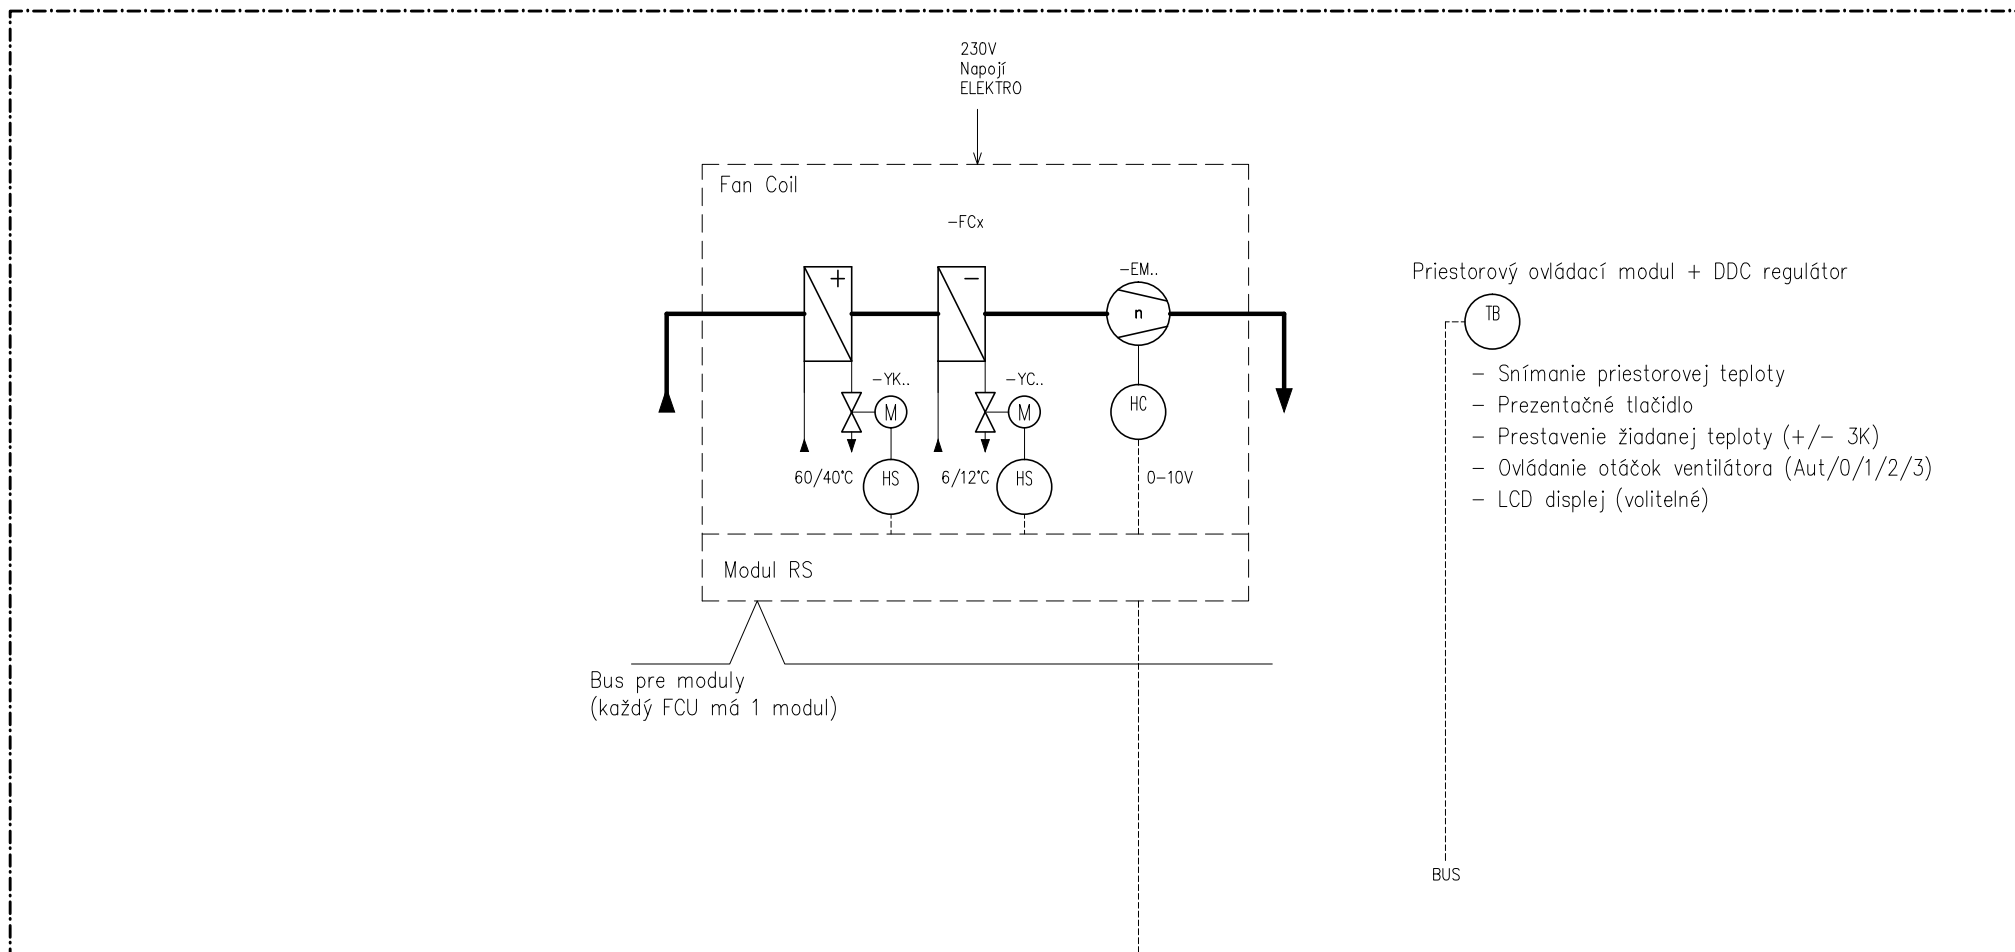 230V
Napojí
ELEKTRO
Fan Coil
-FCx
+
-
-EM..
n
-YK..
-YC..
M
M
HC
60/40°C
HS
6/12°C
HS
0-10V
Modul RS
Bus pre moduly
(každý FCU má 1 modul)
Priestorový ovládací modul + DDC regulátor
TB
- Snímanie priestorovej teploty
- Prezentačné tlačidlo
- Prestavenie žiadanej teploty (+/- 3K)
- Ovládanie otáčok ventilátora (Aut/0/1/2/3)
- LCD displej (volitelné)
BUS